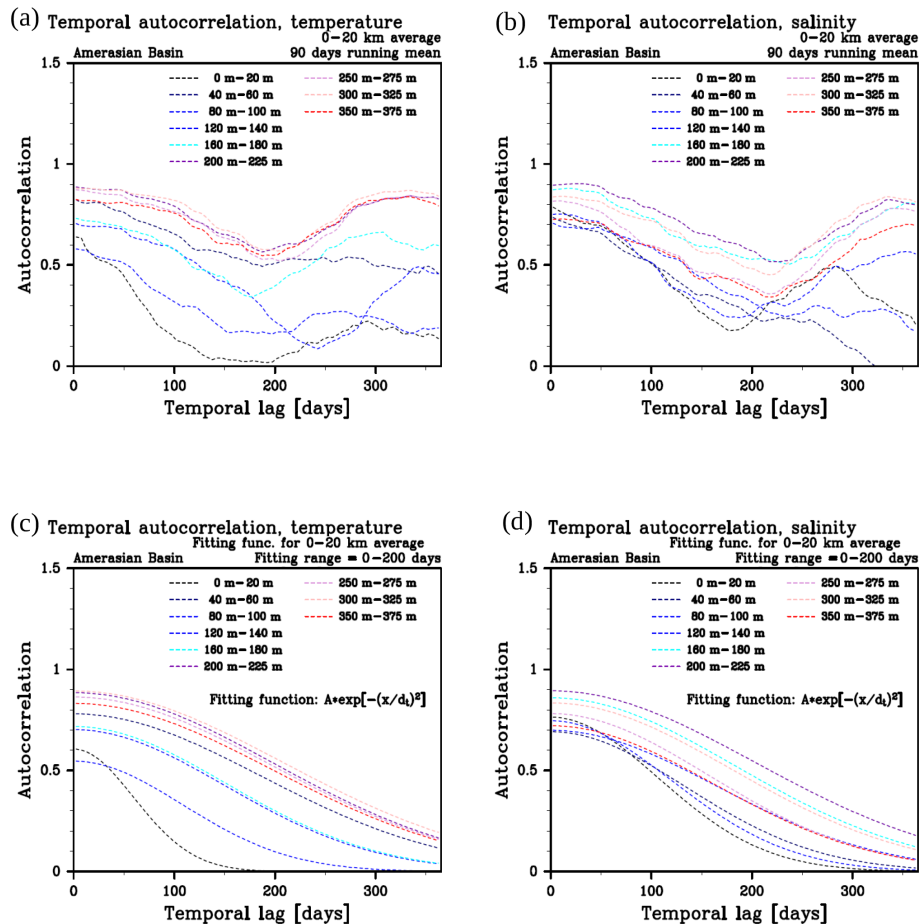 (a) Temporal autocorrelation, temperature
0−20 km average
Amerasian Basin 90 days running mean
1.5
0 m−20 m 250 m−275 m
40 m−60 m 300 m−325 m
80 m−100 m 350 m−375 m
120 m−140 m
160 m−180 m
200 m−225 m
1
0.5
0
Autocorrelation
0 100 200 300
Temporal lag [days]
(b) Temporal autocorrelation, salinity
0−20 km average
Amerasian Basin 90 days running mean
1.5
0 m−20 m 250 m−275 m
40 m−60 m 300 m−325 m
80 m−100 m 350 m−375 m
120 m−140 m
160 m−180 m
200 m−225 m
1
0.5
0
Autocorrelation
0 100 200 300
Temporal lag [days]
(c) Temporal autocorrelation, temperature
Fitting func. for 0−20 km average
Amerasian Basin Fitting range = 0−200 days
1.5
0 m−20 m 250 m−275 m
40 m−60 m 300 m−325 m
80 m−100 m 350 m−375 m
120 m−140 m
160 m−180 m
200 m−225 m
1
Fitting function: A*exp[−(x/dₜ)²]
0.5
0
Autocorrelation
0 100 200 300
Temporal lag [days]
(d) Temporal autocorrelation, salinity
Fitting func. for 0−20 km average
Amerasian Basin Fitting range = 0−200 days
1.5
0 m−20 m 250 m−275 m
40 m−60 m 300 m−325 m
80 m−100 m 350 m−375 m
120 m−140 m
160 m−180 m
200 m−225 m
1
Fitting function: A*exp[−(x/dₜ)²]
0.5
0
Autocorrelation
0 100 200 300
Temporal lag [days]